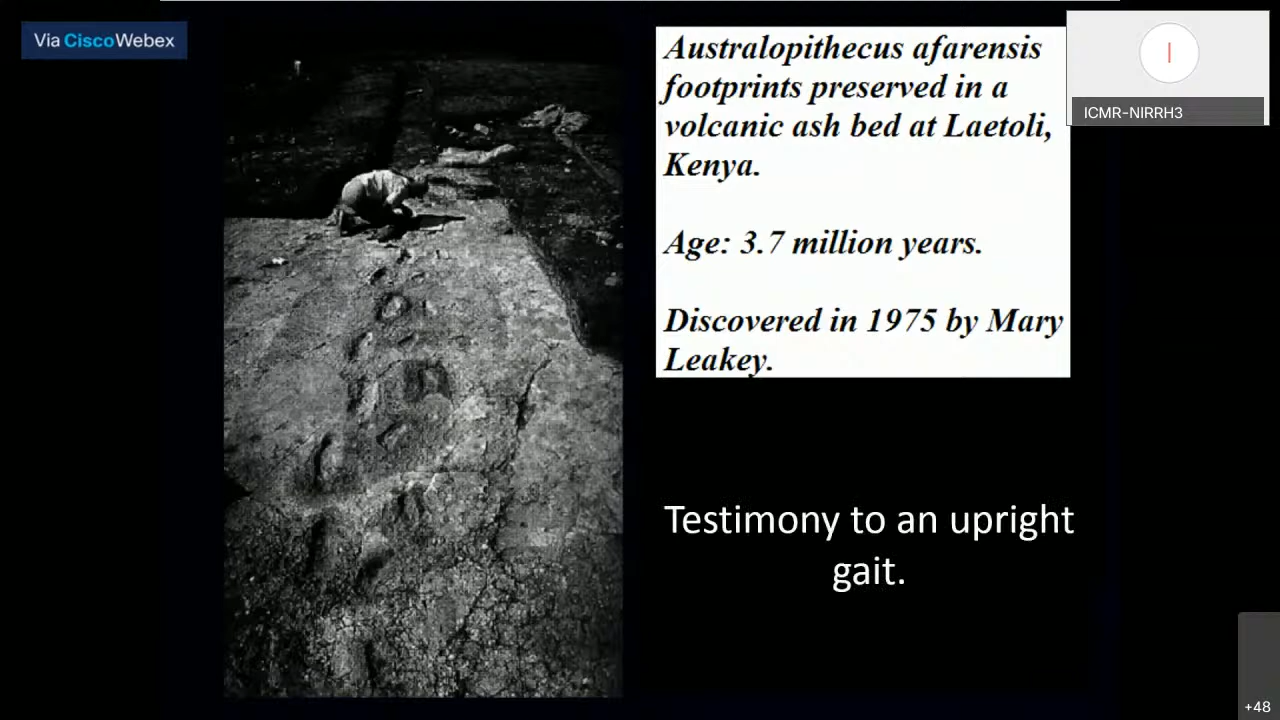 Via CiscoWebex
Australopithecus afarensis
footprints preserved in a
volcanic ash bed at Laetoli,
Kenya.
Age: 3.7 million years.
Discovered in 1975 by Mary
Leakey.
ICMR-NIRRH3
Testimony to an upright
gait.
+48